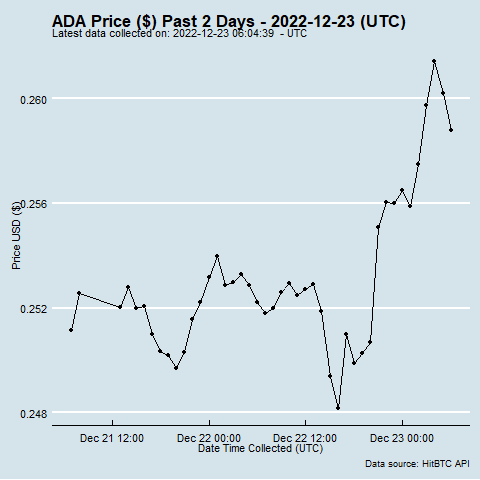 ADA Price ($) Past 2 Days - 2022-12-23 (UTC)
Latest data collected on: 2022-12-23 06:04:39 - UTC
0.260
0.256
0.252
0.248
Price USD ($)
Dec 21 12:00 Dec 22 00:00 Dec 22 12:00 Dec 23 00:00
Date Time Collected (UTC)
Data source: HitBTC API